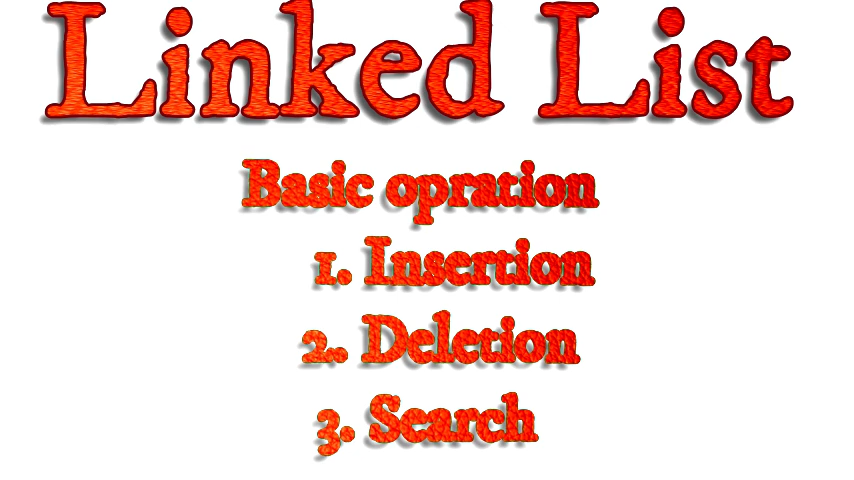 Linked List
Basic opration
1. Insertion
2. Deletion
3. Search